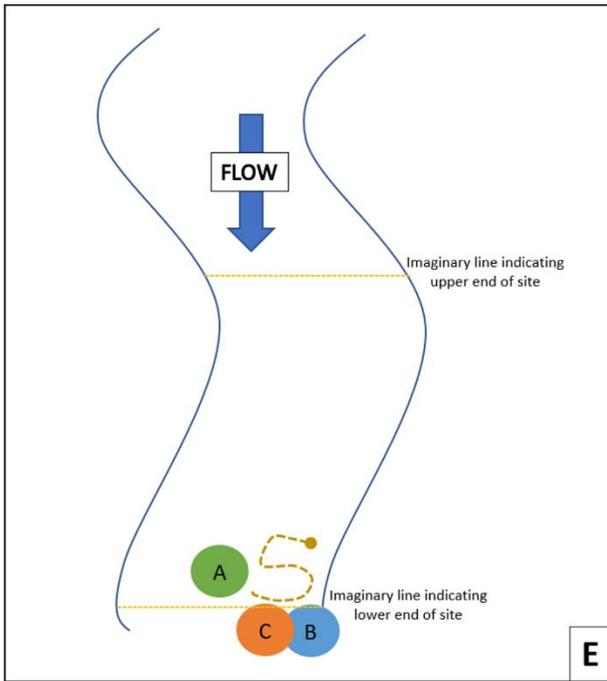 FLOW
Imaginary line indicating
upper end of site
A
Imaginary line indicating
lower end of site
C
B
E